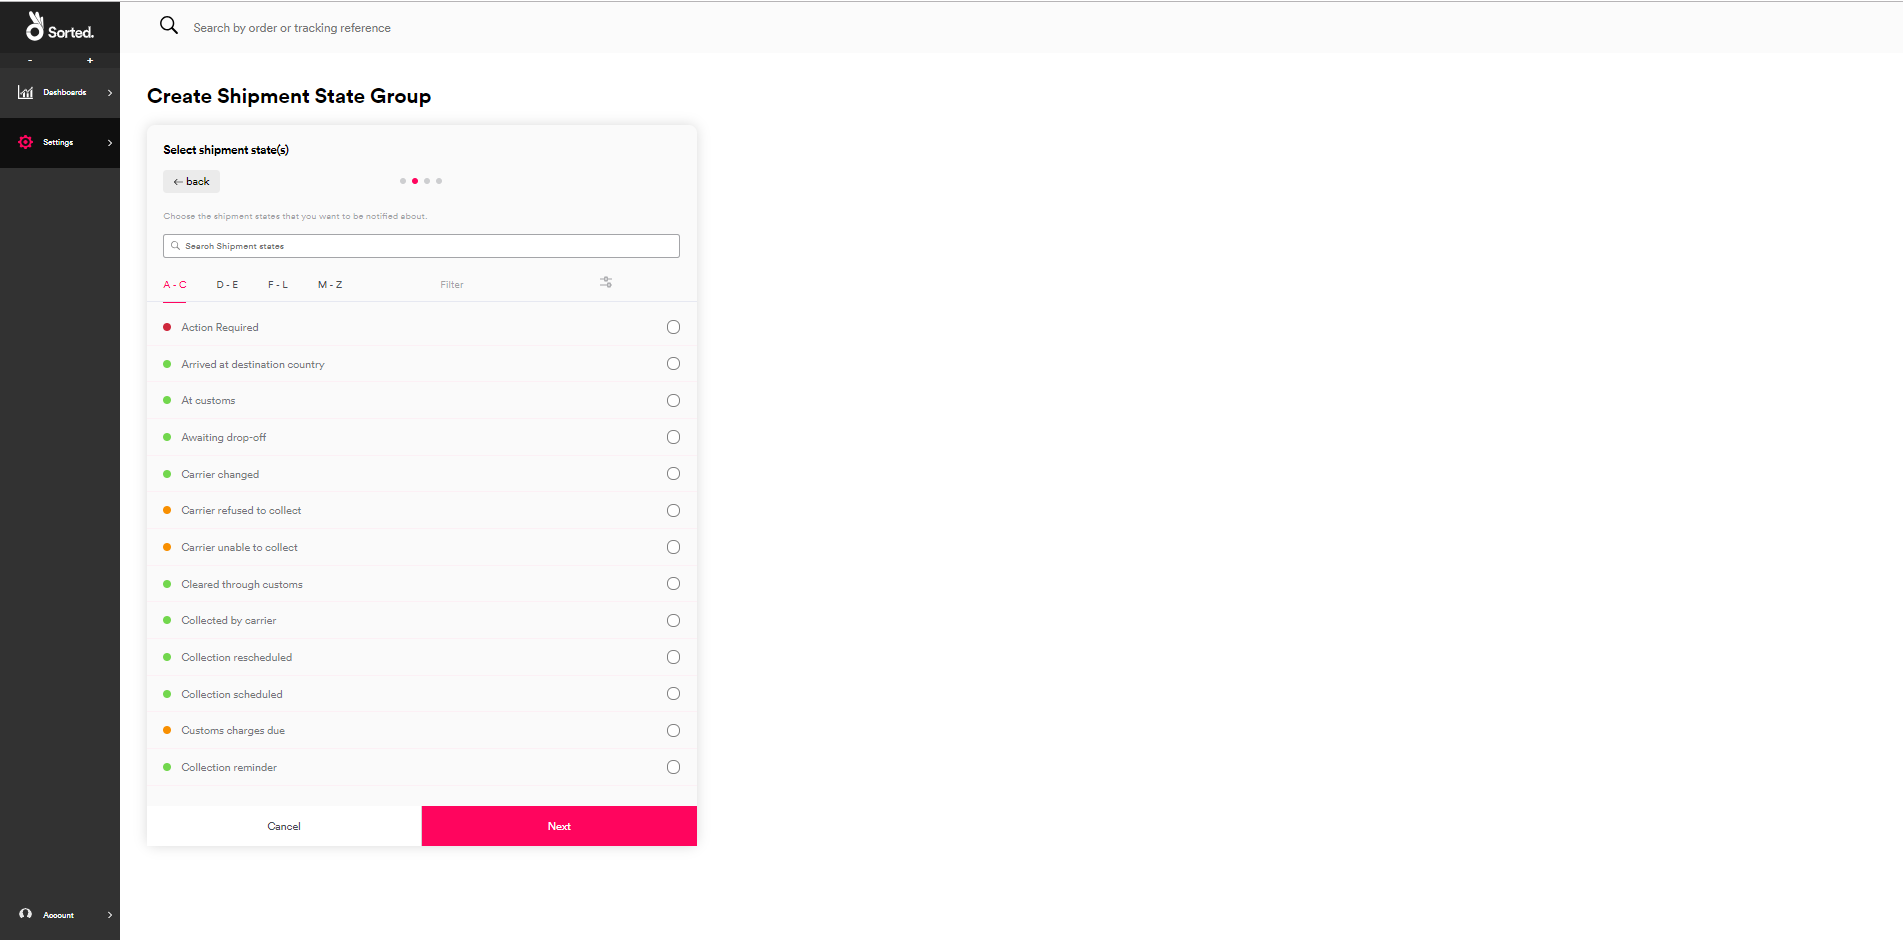 Sorted.
- +
Search by order or tracking reference
Dashboards
Settings
Create Shipment State Group
Select shipment state(s)
← back
Choose the shipment states that you want to be notified about.
Search Shipment states
A - C D - E F - L M - Z Filter
Action Required
Arrived at destination country
At customs
Awaiting drop-off
Carrier changed
Carrier refused to collect
Carrier unable to collect
Cleared through customs
Collected by carrier
Collection rescheduled
Collection scheduled
Customs charges due
Collection reminder
Cancel Next
Account